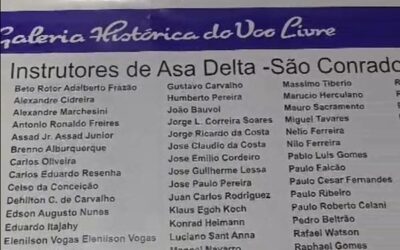 Galeria Histórica do Voo Livre
Instrutores de Asa Delta -São Conrado
Beto Rotor Adalberto Frazão
Alexandre Cidreira
Alexandre Marchesini
Antonio Ronaldo Freires
Assad Jr. Assad Junior
Brenno Alburquerque
Carlos Oliveira
Carlos Eduardo Resenha
Celso da Conceição
Dehilton C. de Carvalho
Edson Augusto Nunes
Eduardo Itajahy
Elenilson Vogas Elenilson Vogas
Gustavo Carvalho
Humberto Pereira
João Bauvol
Jorge L. Correira Soares
Jorge Ricardo da Costa
Jose Claudio da Costa
Jose Emilio Cordeiro
Jose Guilherme Lessa
Jose Paulo Pereira
Juan Carlos Rodriguez
Klaus Egoh Koch
Konrad Heimann
Luciano Sant Anna
Manoel Navarro
Massimo Tiberio
Marucio Herculano
Mauro Sacramento
Miguel Tavares
Nelio Ferreira
Nilo Ferreira
Pablo Luis Gomes
Paulo Falcão
Paulo Cesar Fernandes
Paulo Ribeiro
Paulo Roberto Celani
Pedro Beltrão
Rafael Watson
Raphael Gomes